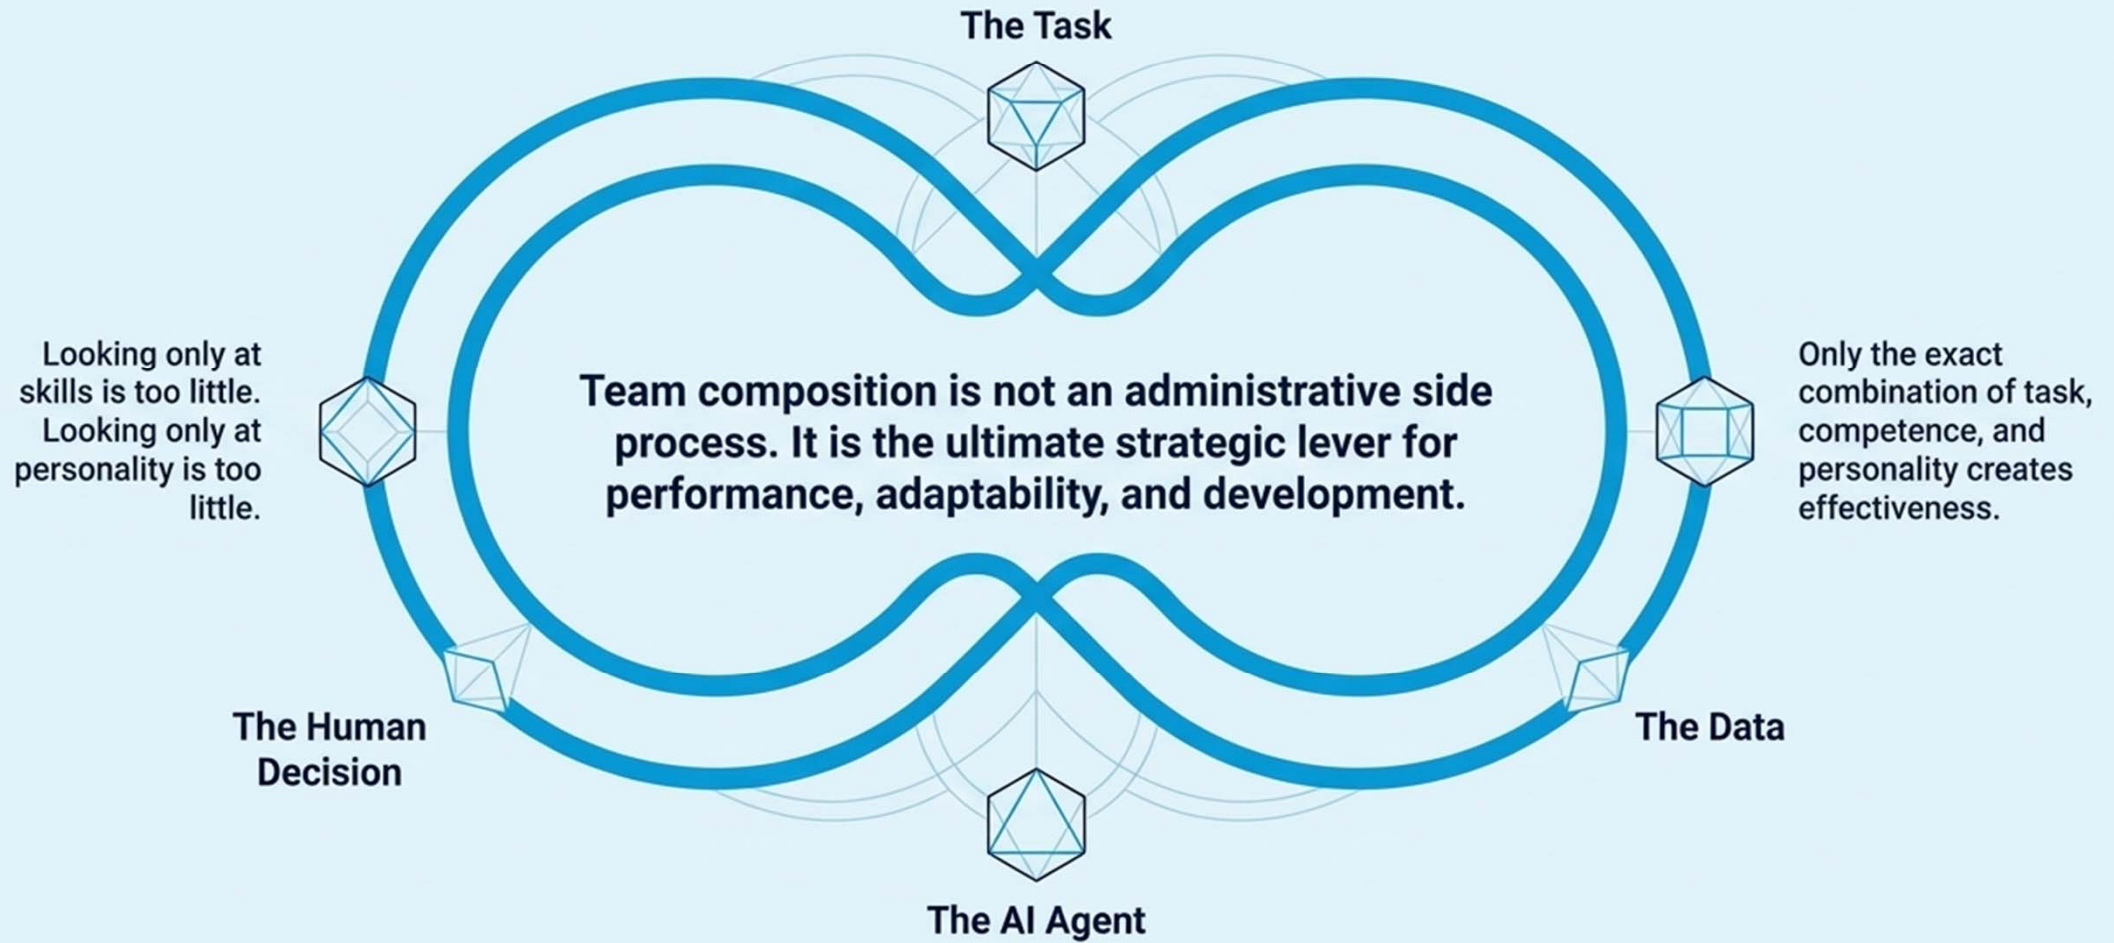 The Task
Looking only at
skills is too little.
Looking only at
personality is too
little.
Team composition is not an administrative side
process. It is the ultimate strategic lever for
performance, adaptability, and development.
Only the exact
combination of task,
competence, and
personality creates
effectiveness.
The Human
Decision
The Data
The AI Agent